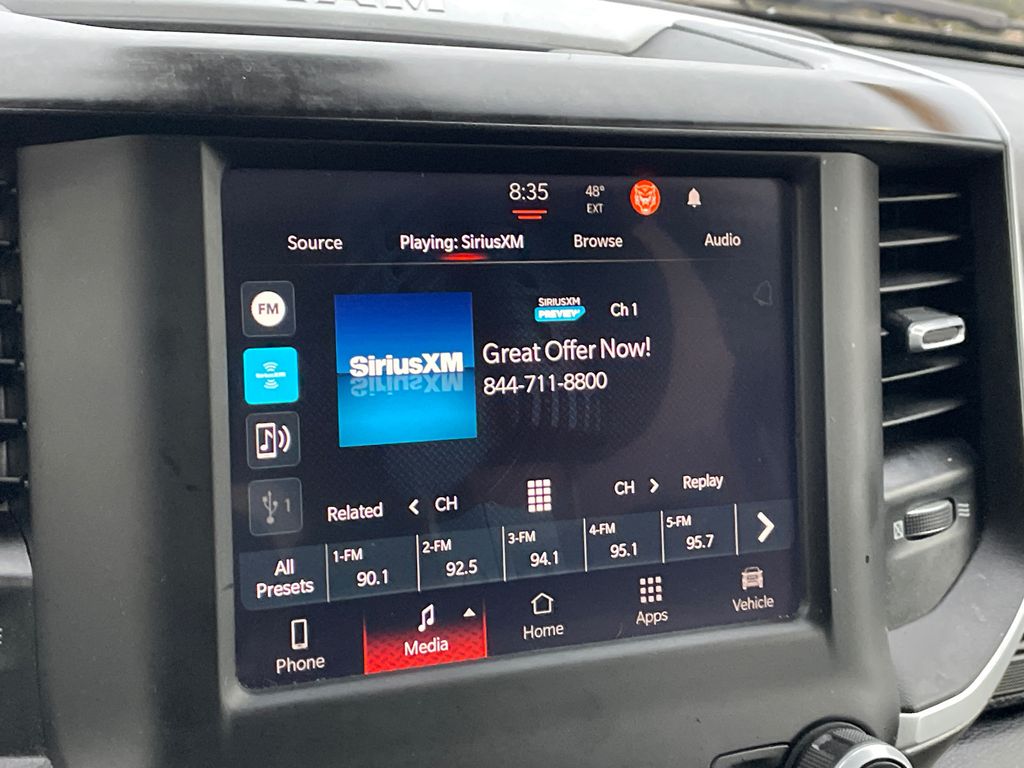 RAM
8:35
48°
EXT
Source
Playing: SiriusXM
Browse
Audio
FM
SIRIUSXM
PREVIEW
Ch 1
SiriusXM
Great Offer Now!
844-711-8800
SiriusXM
1
Related
CH
CH
Replay
All
Presets
1-FM
90.1
2-FM
92.5
3-FM
94.1
4-FM
95.1
5-FM
95.7
Phone
Media
Home
Apps
Vehicle